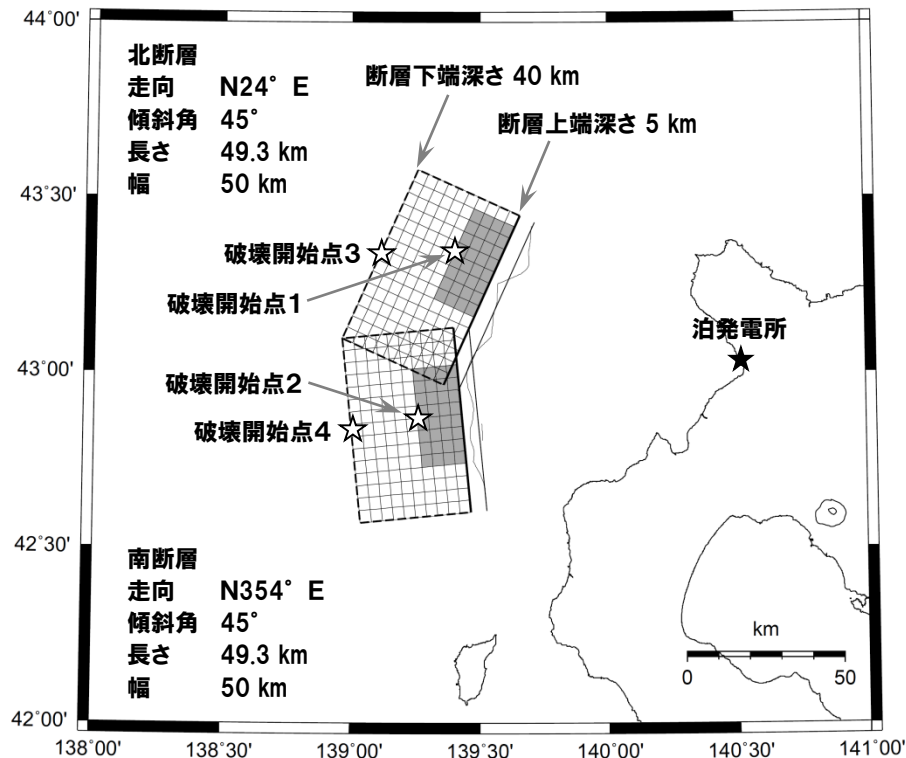 44°00'
43°30'
43°00'
42°30'
42°00'
138°00'
138°30'
139°00'
139°30'
140°00'
140°30'
141°00'
北断層
走向 N24° E
傾斜角 45°
長さ 49.3 km
幅 50 km
断層下端深さ 40 km
断層上端深さ 5 km
破壊開始点3
破壊開始点1
泊発電所
破壊開始点2
破壊開始点4
南断層
走向 N354° E
傾斜角 45°
長さ 49.3 km
幅 50 km
km
0 50